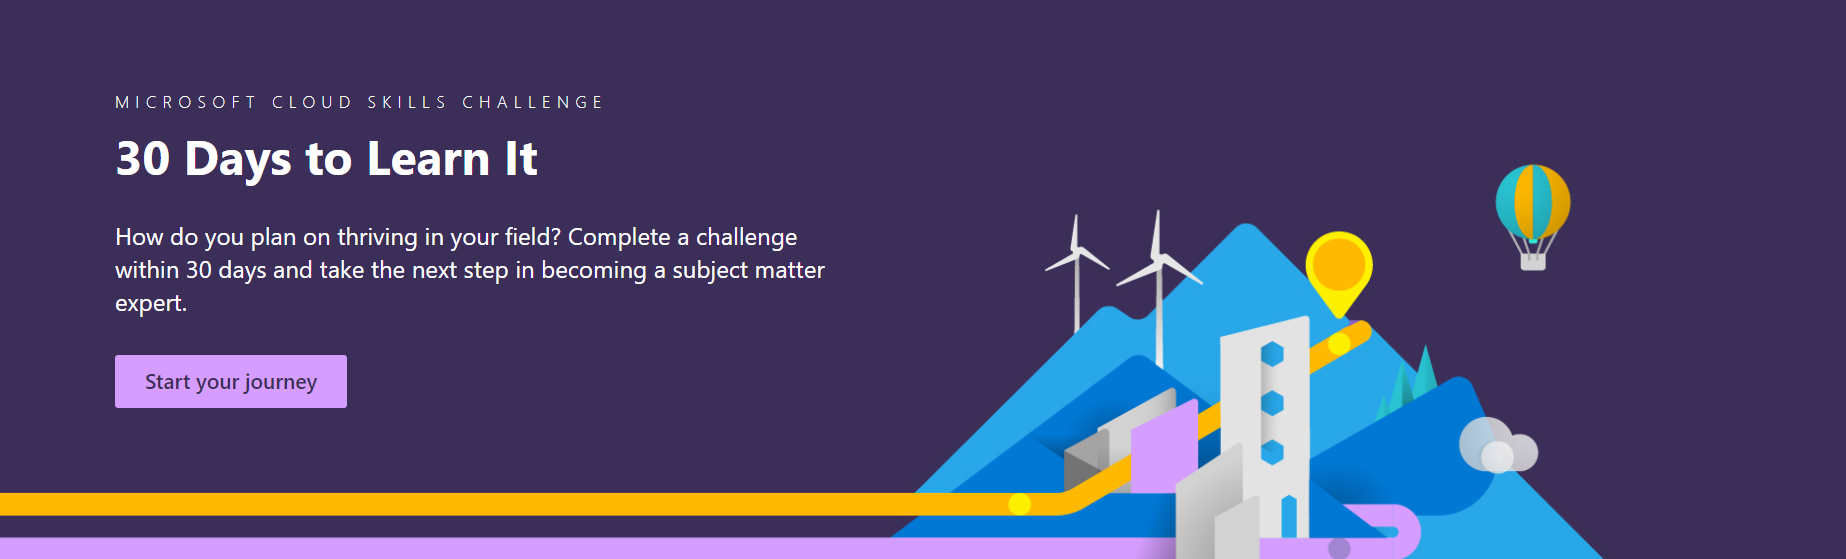 MICROSOFT CLOUD SKILLS CHALLENGE
30 Days to Learn It
How do you plan on thriving in your field? Complete a challenge
within 30 days and take the next step in becoming a subject matter
expert.
Start your journey